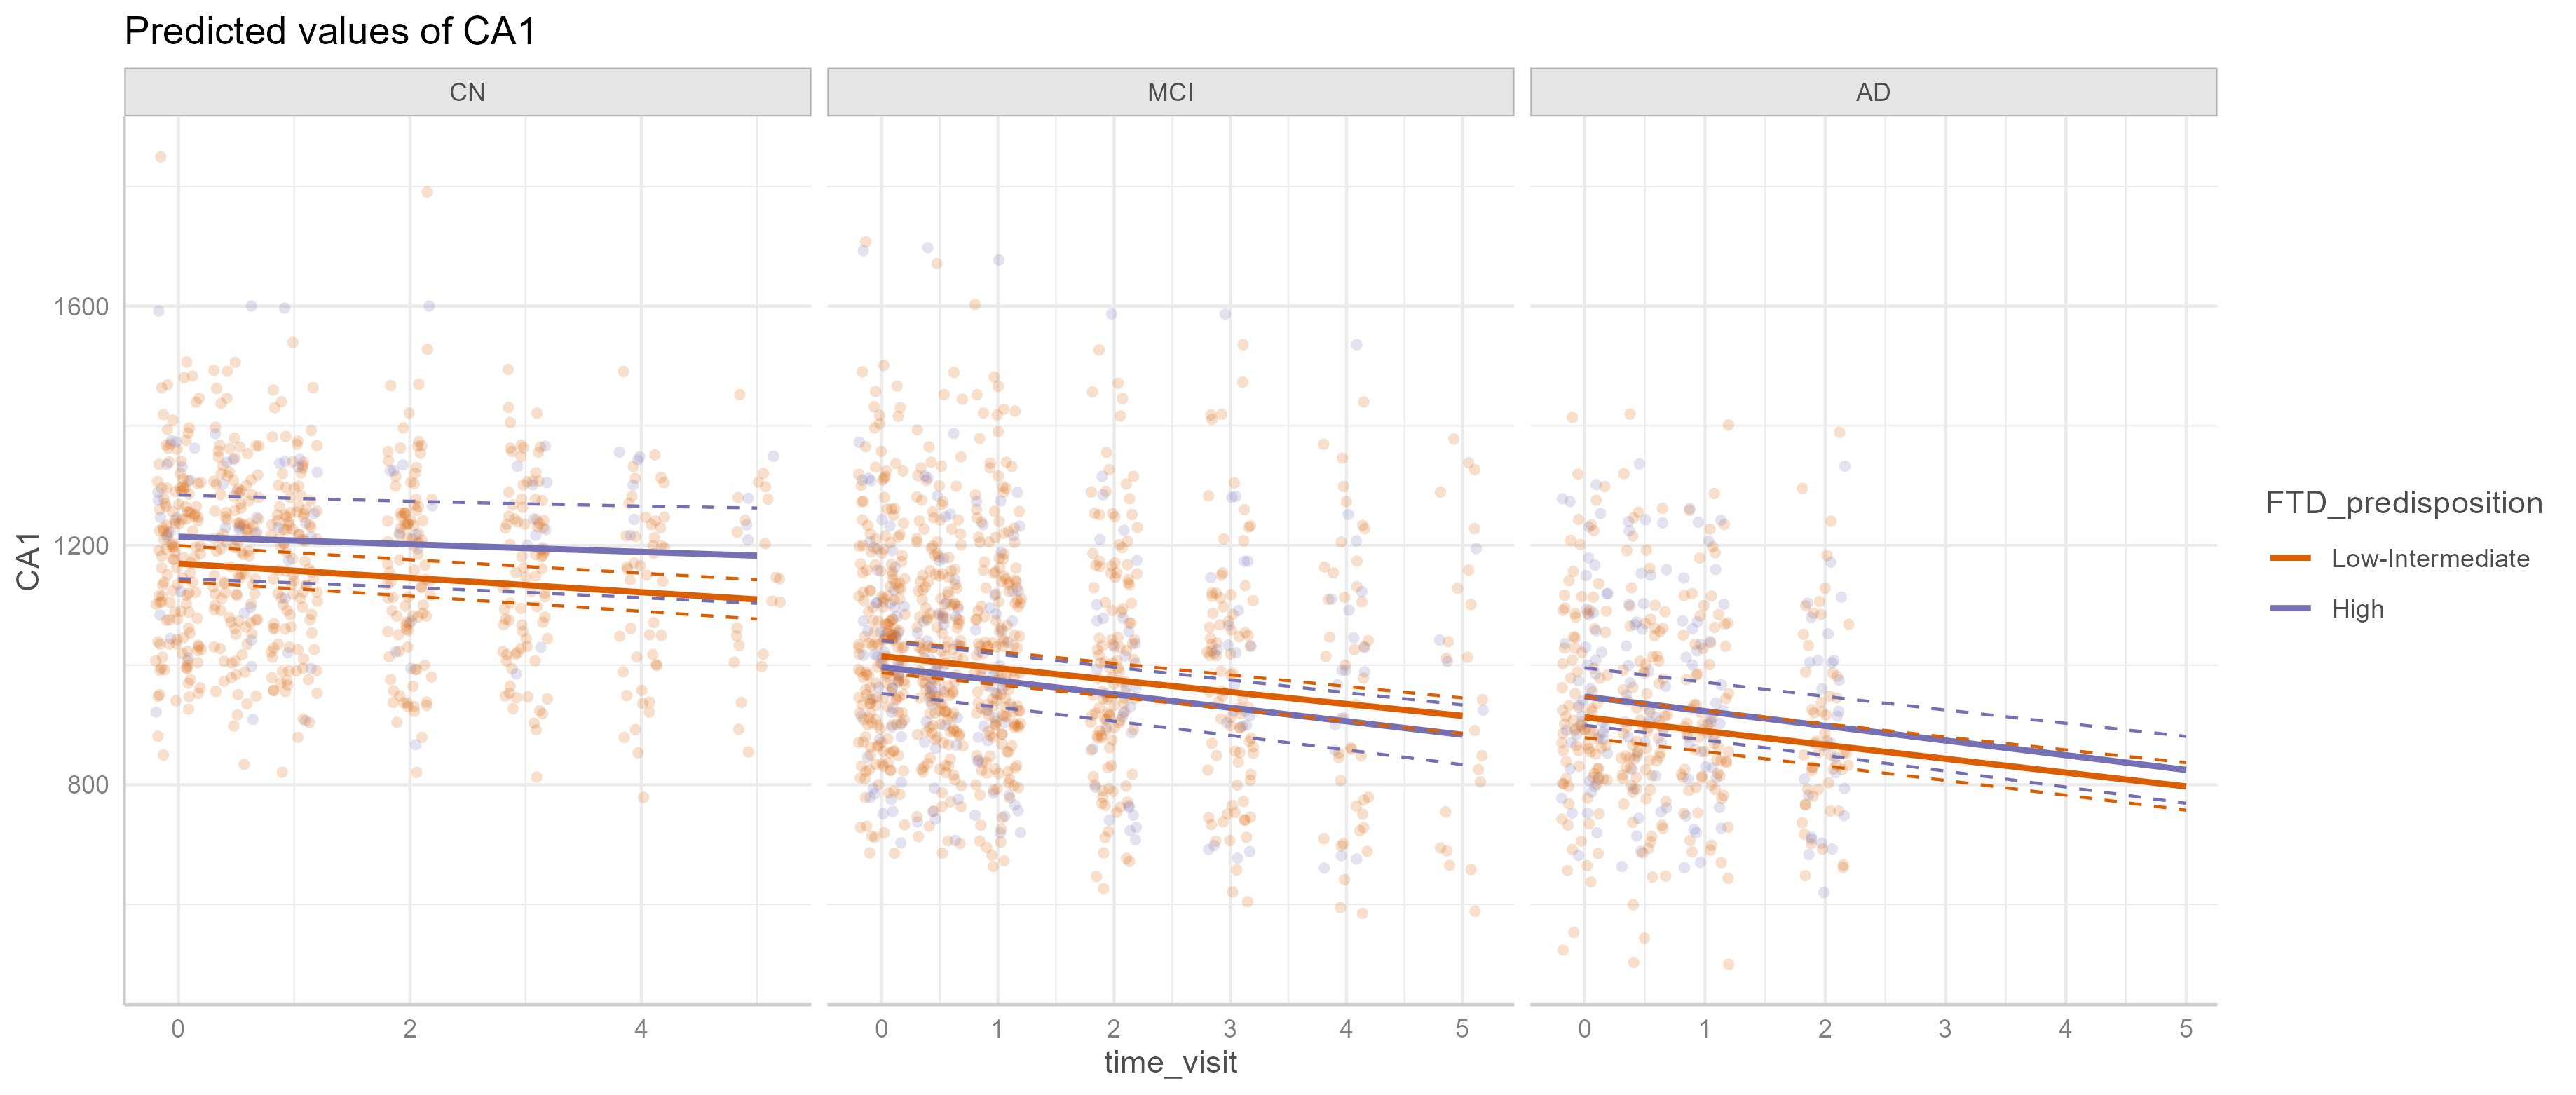 Predicted values of CA1
CN
MCI
AD
1600
1200
800
CA1
0 2 4
0 1 2 3 4 5
0 1 2 3 4 5
time_visit
FTD_predisposition
Low-Intermediate
High